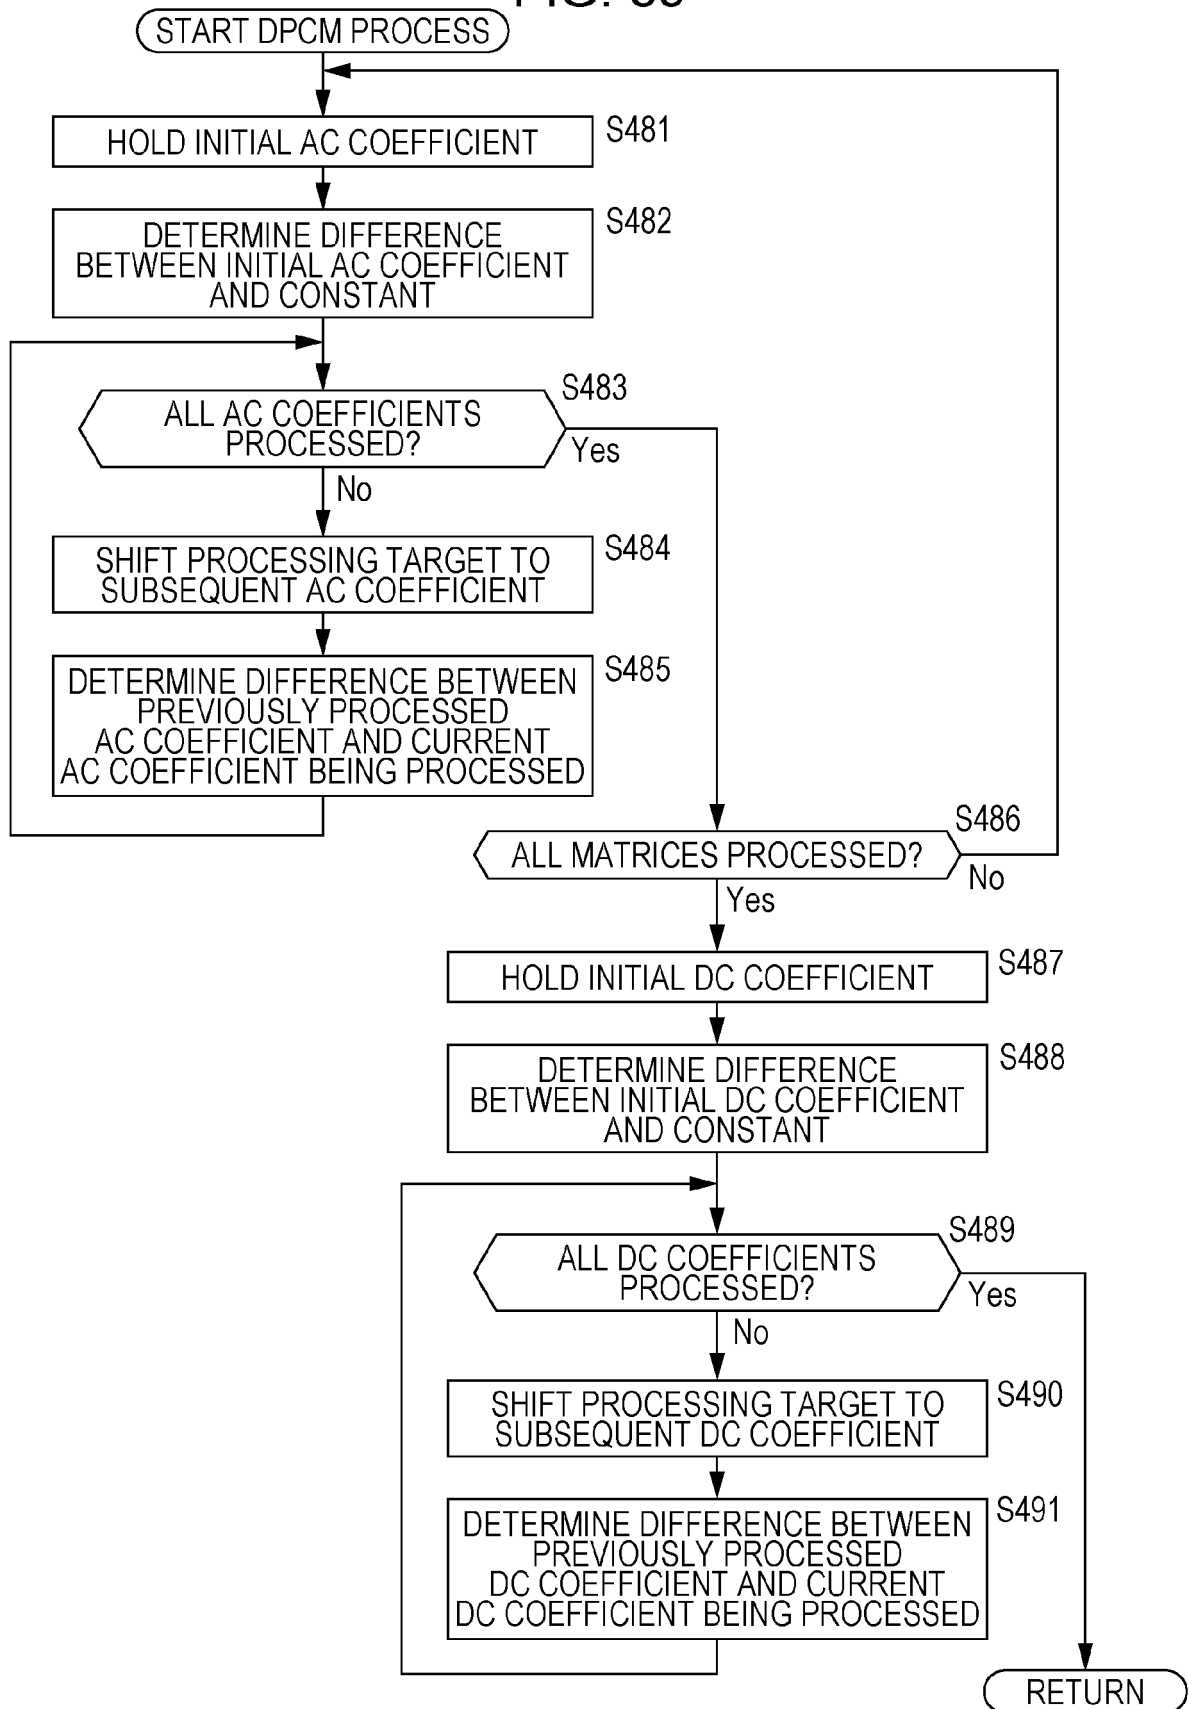 START DPCM PROCESS
HOLD INITIAL AC COEFFICIENT
S481
DETERMINE DIFFERENCE
BETWEEN INITIAL AC COEFFICIENT
AND CONSTANT
S482
ALL AC COEFFICIENTS
PROCESSED?
S483
Yes
No
SHIFT PROCESSING TARGET TO
SUBSEQUENT AC COEFFICIENT
S484
DETERMINE DIFFERENCE BETWEEN
PREVIOUSLY PROCESSED
AC COEFFICIENT AND CURRENT
AC COEFFICIENT BEING PROCESSED
S485
ALL MATRICES PROCESSED?
S486
No
Yes
HOLD INITIAL DC COEFFICIENT
S487
DETERMINE DIFFERENCE
BETWEEN INITIAL DC COEFFICIENT
AND CONSTANT
S488
ALL DC COEFFICIENTS
PROCESSED?
S489
Yes
No
SHIFT PROCESSING TARGET TO
SUBSEQUENT DC COEFFICIENT
S490
DETERMINE DIFFERENCE BETWEEN
PREVIOUSLY PROCESSED
DC COEFFICIENT AND CURRENT
DC COEFFICIENT BEING PROCESSED
S491
RETURN